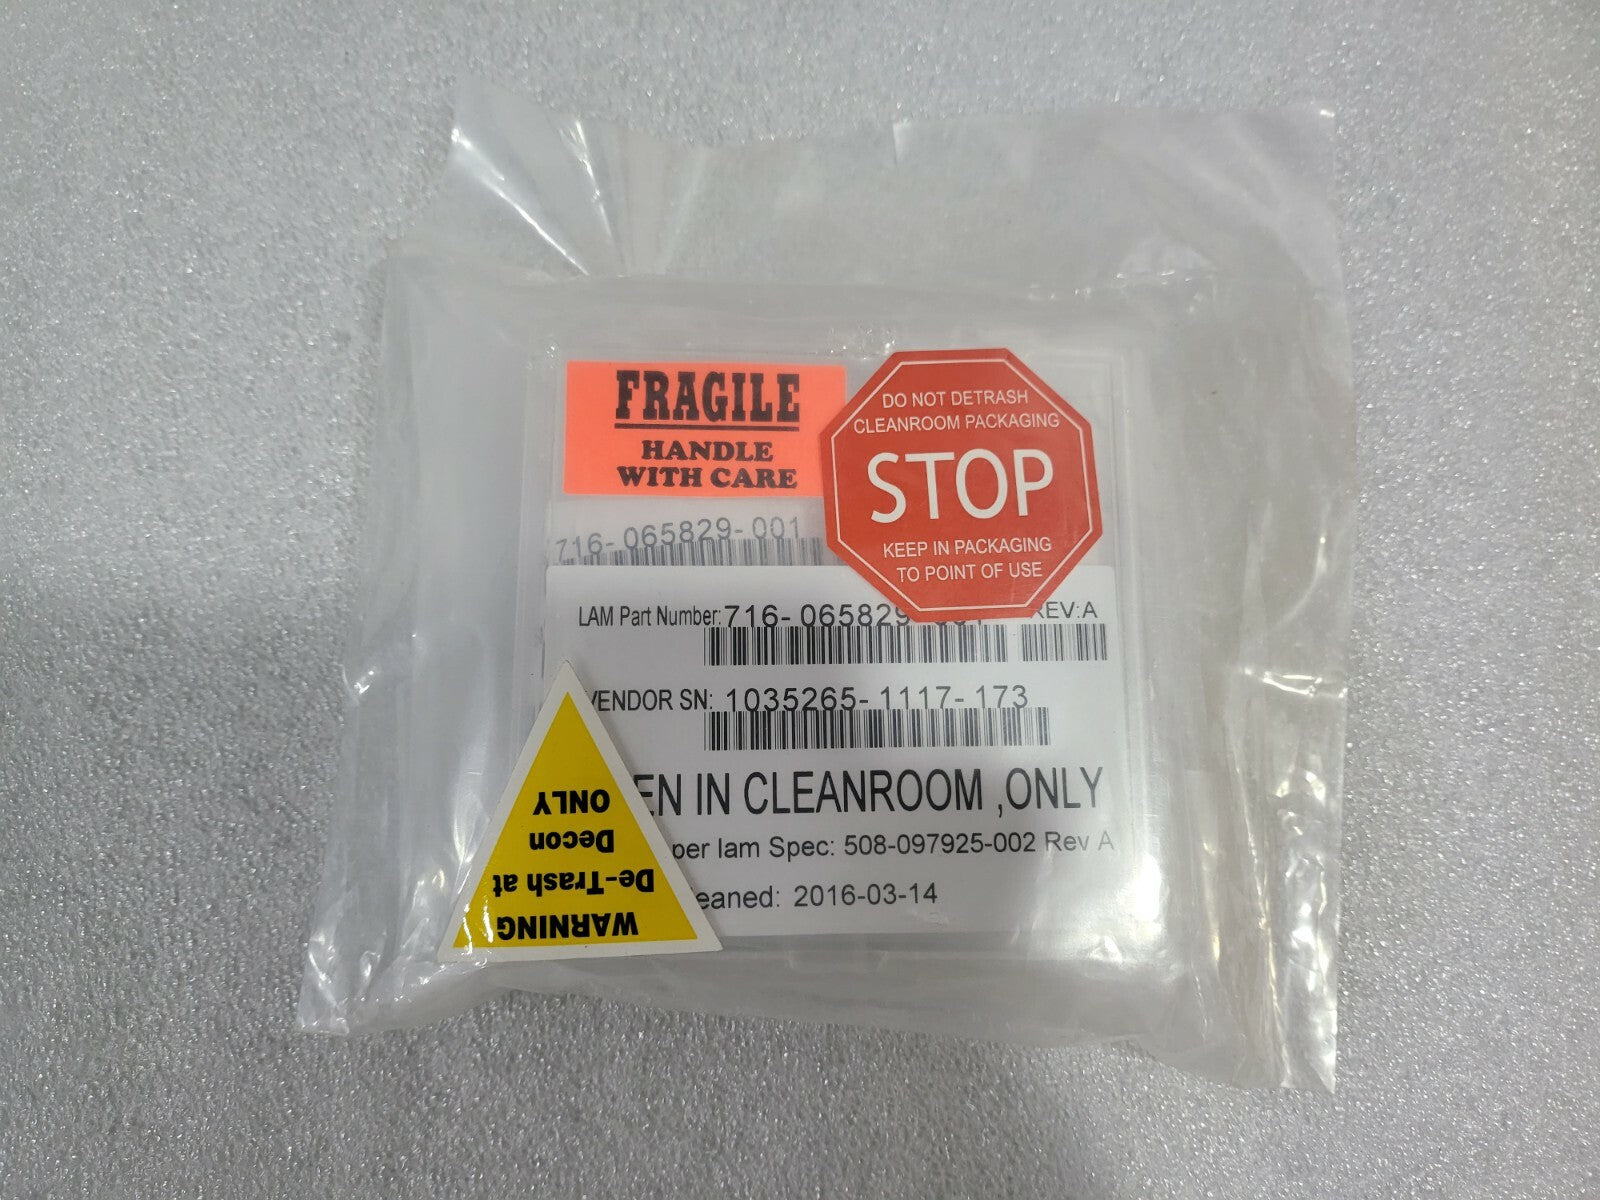 FRAGILE
HANDLE
WITH CARE
DO NOT DETRASH
CLEANROOM PACKAGING
STOP
KEEP IN PACKAGING
TO POINT OF USE
716-065829-001
LAM Part Number: 716-065829-001 REV:A
VENDOR SN: 1035265-1117-173
EN IN CLEANROOM ,ONLY
per lam Spec: 508-097925-002 Rev A
eaned: 2016-03-14
WARNING
De-Trash at
Decon
ONLY